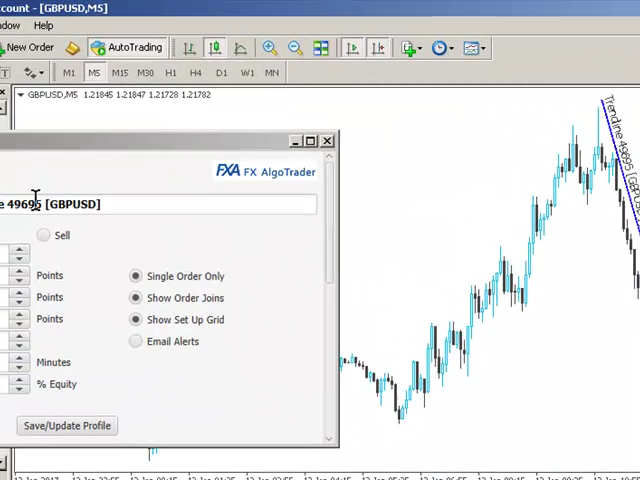 ccount - [GBPUSD,M5]
ndow Help
New Order AutoTrading
T M1 M5 M15 M30 H1 H4 D1 W1 MN
GBPUSD,M5 1.21845 1.21847 1.21728 1.21782
Trendline 49695 [GBPUSD
FXA FX AlgoTrader
e 49695 [GBPUSD]
Sell
Points Single Order Only
Points Show Order Joins
Points Show Set Up Grid
Email Alerts
Minutes
% Equity
Save/Update Profile